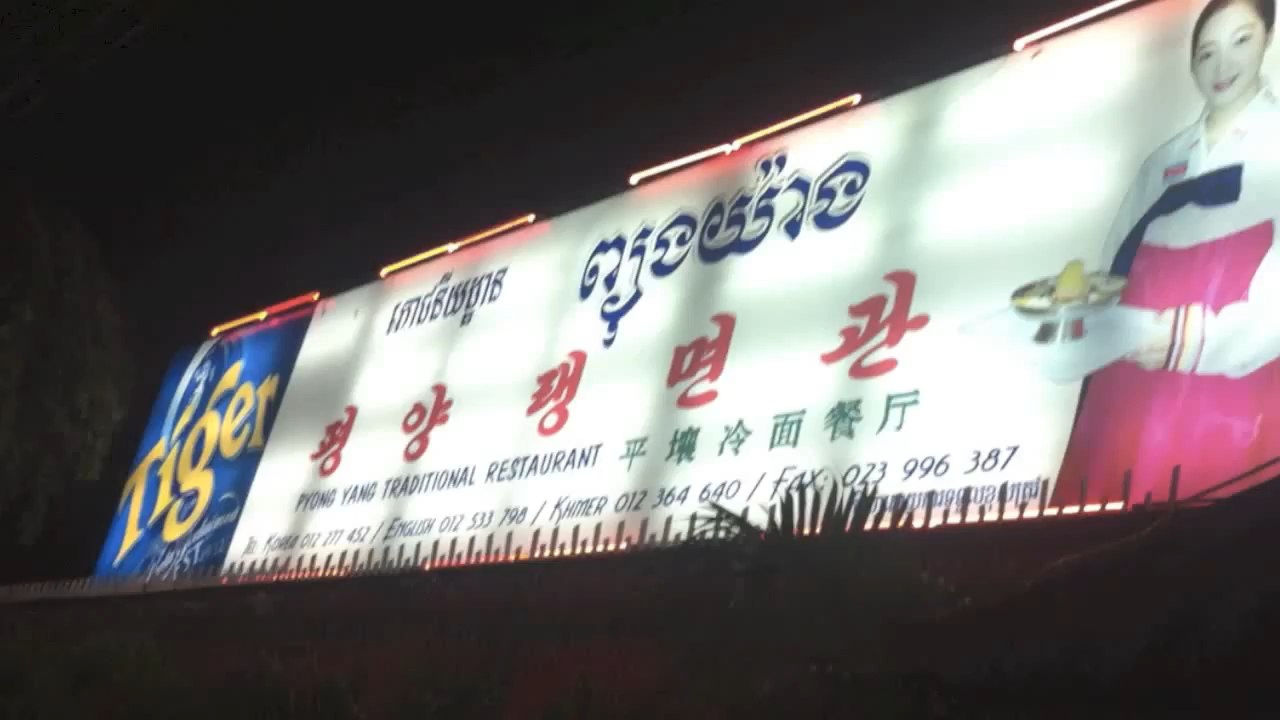 Tiger
ភោជនីយដ្ឋាន
ព្យុងយ៉ាង
평양랭면관
PYONG YANG TRADITIONAL RESTAURANT 平壤冷面餐厅
Tel: KOREA 012 277 452 / ENGLISH 012 533 798 / KHMER 012 364 640 / FAX: 023 996 387